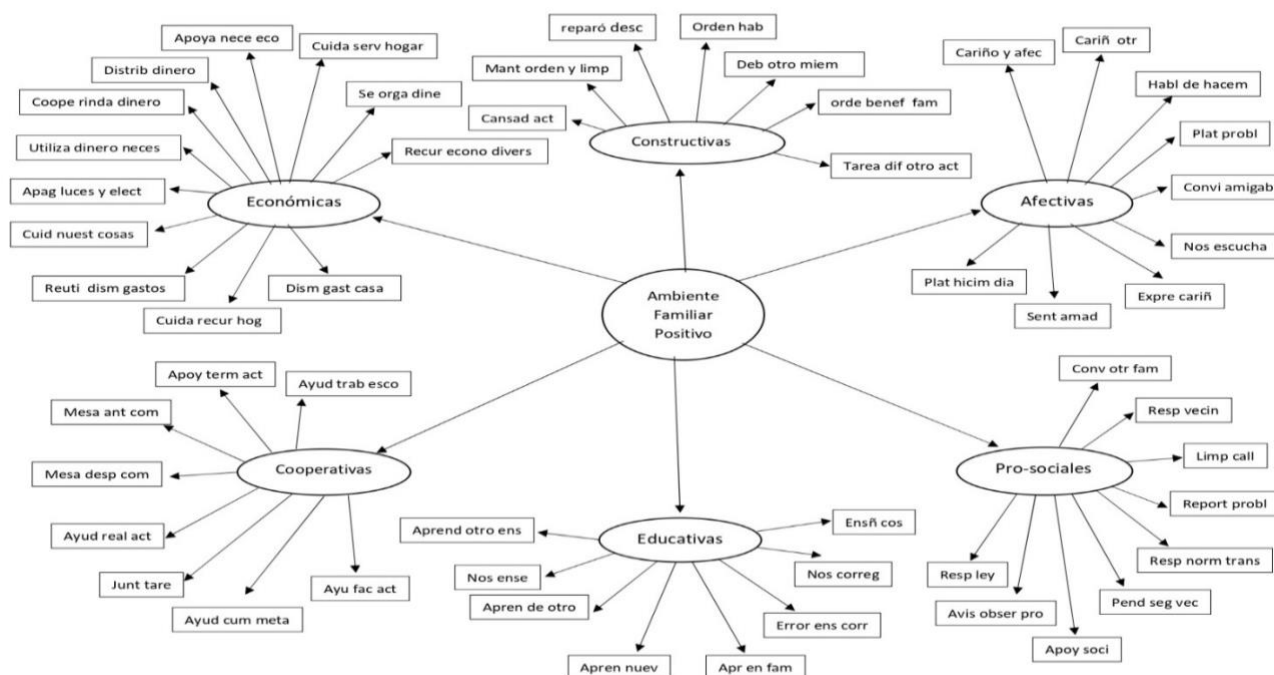 Apoya nece eco
Cuida serv hogar
Distrib dinero
Coope rinda dinero
Se orga dine
Utiliza dinero neces
Recur econo divers
Apag luces y elect
Económicas
Cuid nuest cosas
Reuti dism gastos
Dism gast casa
Cuida recur hog
reparó desc
Orden hab
Mant orden y limp
Deb otro miem
Cansad act
orde benef fam
Constructivas
Tarea dif otro act
Cariño y afec
Cariñ otr
Habl de hacem
Plat probl
Convi amigab
Afectivas
Nos escucha
Plat hicim dia
Expre cariñ
Sent amad
Ambiente
Familiar
Positivo
Apoy term act
Ayud trab esco
Mesa ant com
Mesa desp com
Cooperativas
Ayud real act
Junt tare
Ayu fac act
Ayud cum meta
Aprend otro ens
Educativas
Ensñ cos
Nos ense
Nos correg
Apren de otro
Error ens corr
Apren nuev
Apr en fam
Conv otr fam
Resp vecin
Limp call
Pro-sociales
Report probl
Resp norm trans
Resp ley
Pend seg vec
Avis obser pro
Apoy soci